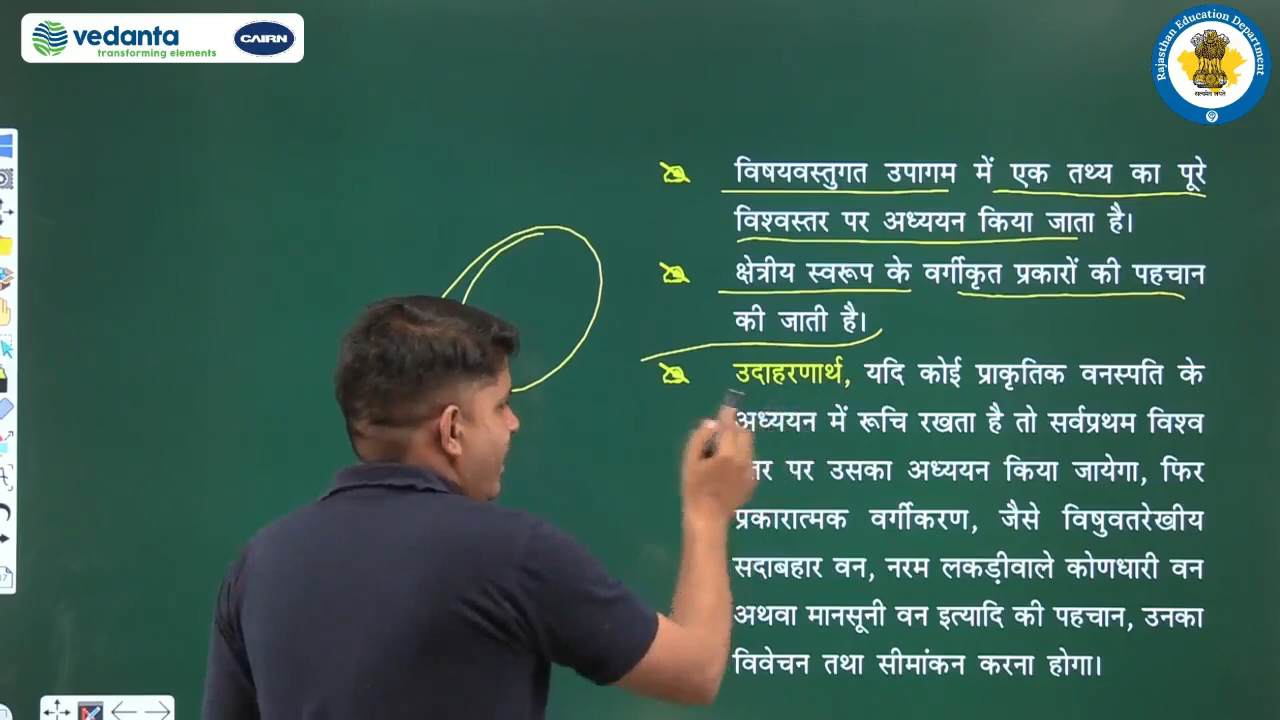 vedanta
transforming elements
CAIRN
Rajasthan Education Department
सत्यमेव जयते
विषयवस्तुगत उपागम में एक तथ्य का पूरे
विश्वस्तर पर अध्ययन किया जाता है।
क्षेत्रीय स्वरूप के वर्गीकृत प्रकारों की पहचान
की जाती है।
उदाहरणार्थ, यदि कोई प्राकृतिक वनस्पति के
अध्ययन में रूचि रखता है तो सर्वप्रथम विश्व
पर उसका अध्ययन किया जायेगा, फिर
प्रकारात्मक वर्गीकरण, जैसे विषुवतरेखीय
सदाबहार वन, नरम लकड़ीवाले कोणधारी वन
अथवा मानसूनी वन इत्यादि की पहचान, उनका
विवेचन तथा सीमांकन करना होगा।